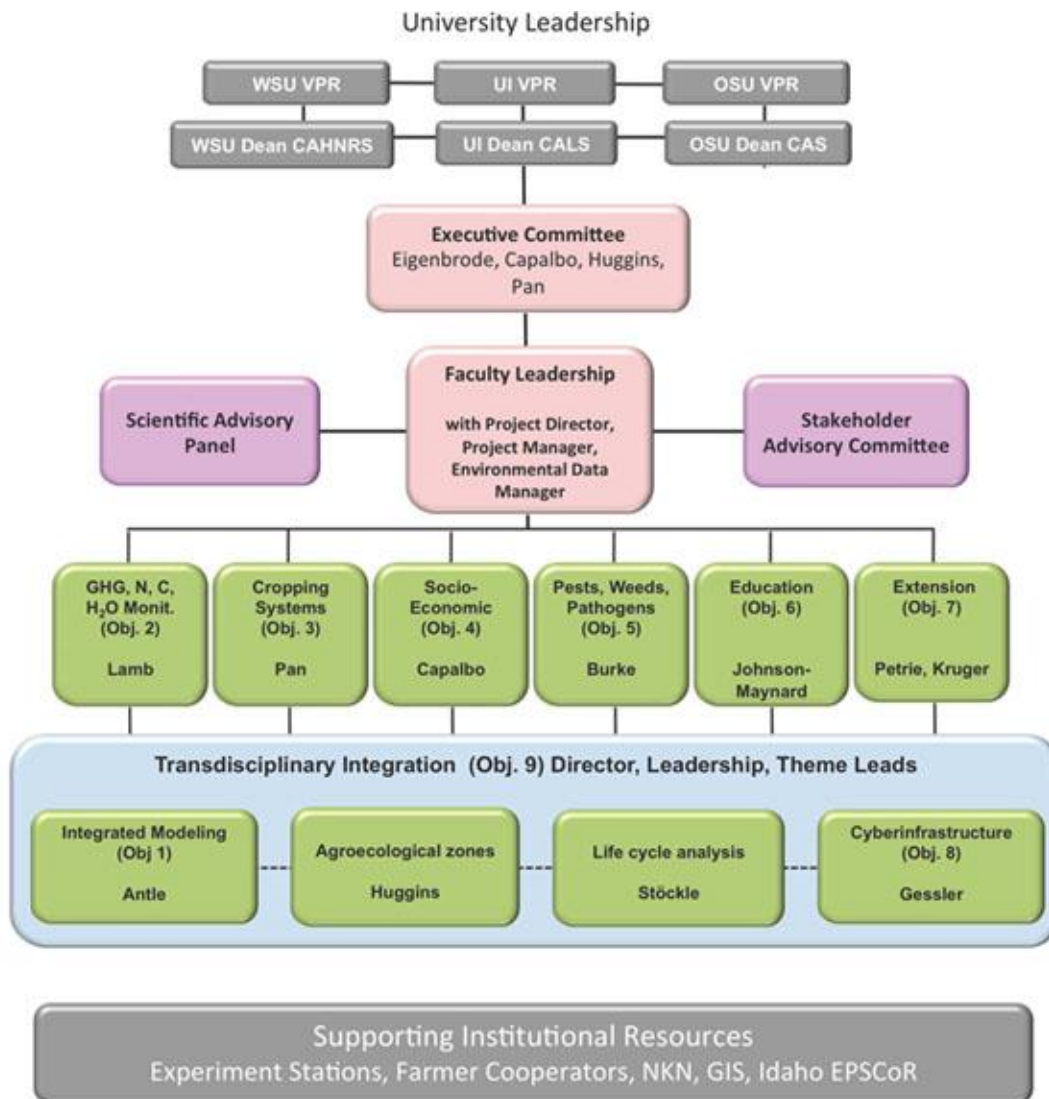 University Leadership
WSU VPR
UI VPR
OSU VPR
WSU Dean CAHNRS
UI Dean CALS
OSU Dean CAS
Executive Committee
Eigenbrode, Capalbo, Huggins,
Pan
Faculty Leadership
with Project Director,
Project Manager,
Environmental Data
Manager
Scientific Advisory
Panel
Stakeholder
Advisory Committee
GHG, N, C,
H₂O Monit.
(Obj. 2)
Lamb
Cropping
Systems
(Obj. 3)
Pan
Socio-
Economic
(Obj. 4)
Capalbo
Pests, Weeds,
Pathogens
(Obj. 5)
Burke
Education
(Obj. 6)
Johnson-
Maynard
Extension
(Obj. 7)
Petrie, Kruger
Transdisciplinary Integration (Obj. 9) Director, Leadership, Theme Leads
Integrated Modeling
(Obj 1)
Antle
Agroecological zones
Huggins
Life cycle analysis
Stöckle
Cyberinfrastructure
(Obj. 8)
Gessler
Supporting Institutional Resources
Experiment Stations, Farmer Cooperators, NKN, GIS, Idaho EPSCoR